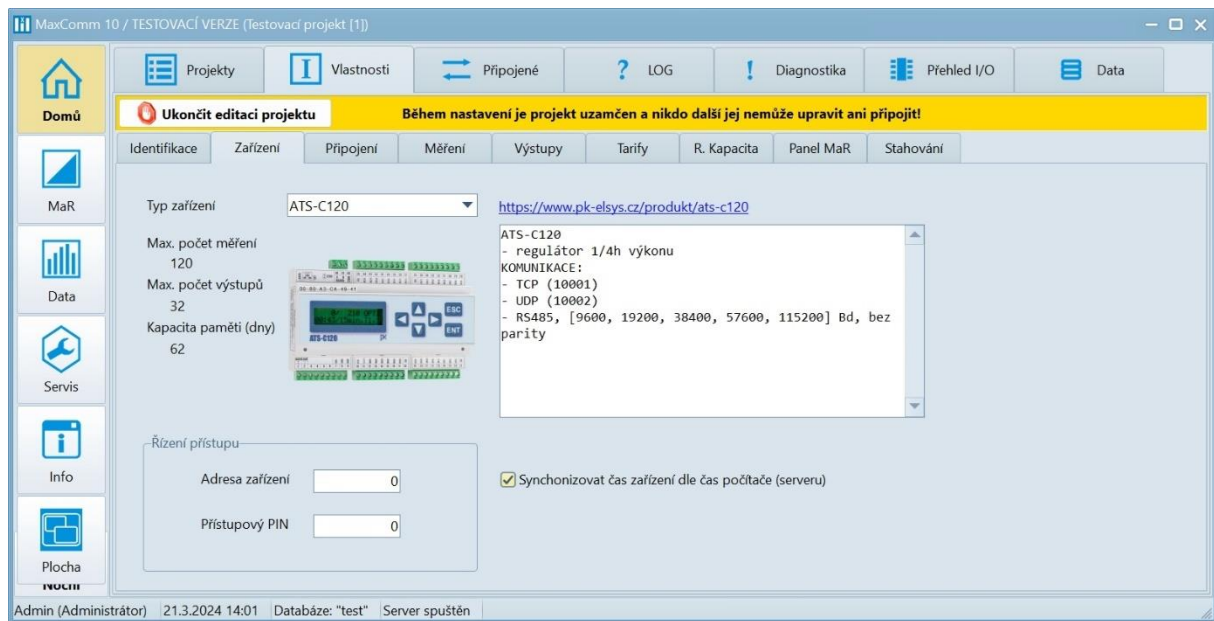 MaxComm 10 / TESTOVACÍ VERZE (Testovací projekt [1])
Domů
MaR
Data
Servis
Info
Plocha
Noční
Projekty
Vlastnosti
Připojené
? LOG
! Diagnostika
Přehled I/O
Data
Ukončit editaci projektu
Během nastavení je projekt uzamčen a nikdo další jej nemůže upravit ani připojit!
Identifikace
Zařízení
Připojení
Měření
Výstupy
Tarify
R. Kapacita
Panel MaR
Stahování
Typ zařízení
ATS-C120
https://www.pk-elsys.cz/produkt/ats-c120
Max. počet měření
120
Max. počet výstupů
32
Kapacita paměti (dny)
62
ESC
ENT
ATS-C120
ATS-C120
- regulátor 1/4h výkonu
KOMUNIKACE:
- TCP (10001)
- UDP (10002)
- RS485, [9600, 19200, 38400, 57600, 115200] Bd, bez
parity
Řízení přístupu
Adresa zařízení
0
Přístupový PIN
0
Synchonizovat čas zařízení dle čas počítače (serveru)
Admin (Administrátor)
21.3.2024 14:01
Databáze: "test"
Server spuštěn